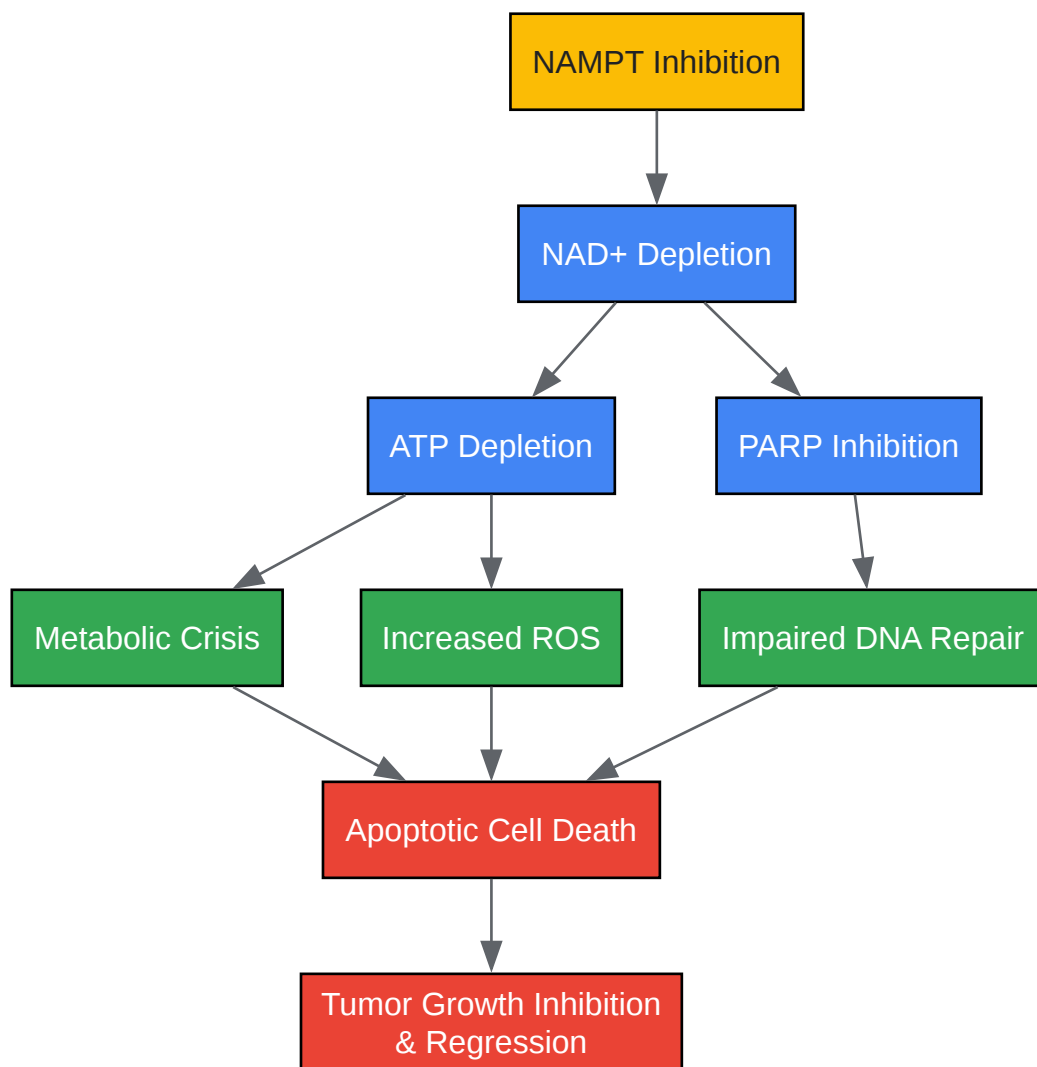 NAMPT Inhibition
NAD+ Depletion
ATP Depletion
PARP Inhibition
Metabolic Crisis
Increased ROS
Impaired DNA Repair
Apoptotic Cell Death
Tumor Growth Inhibition
& Regression